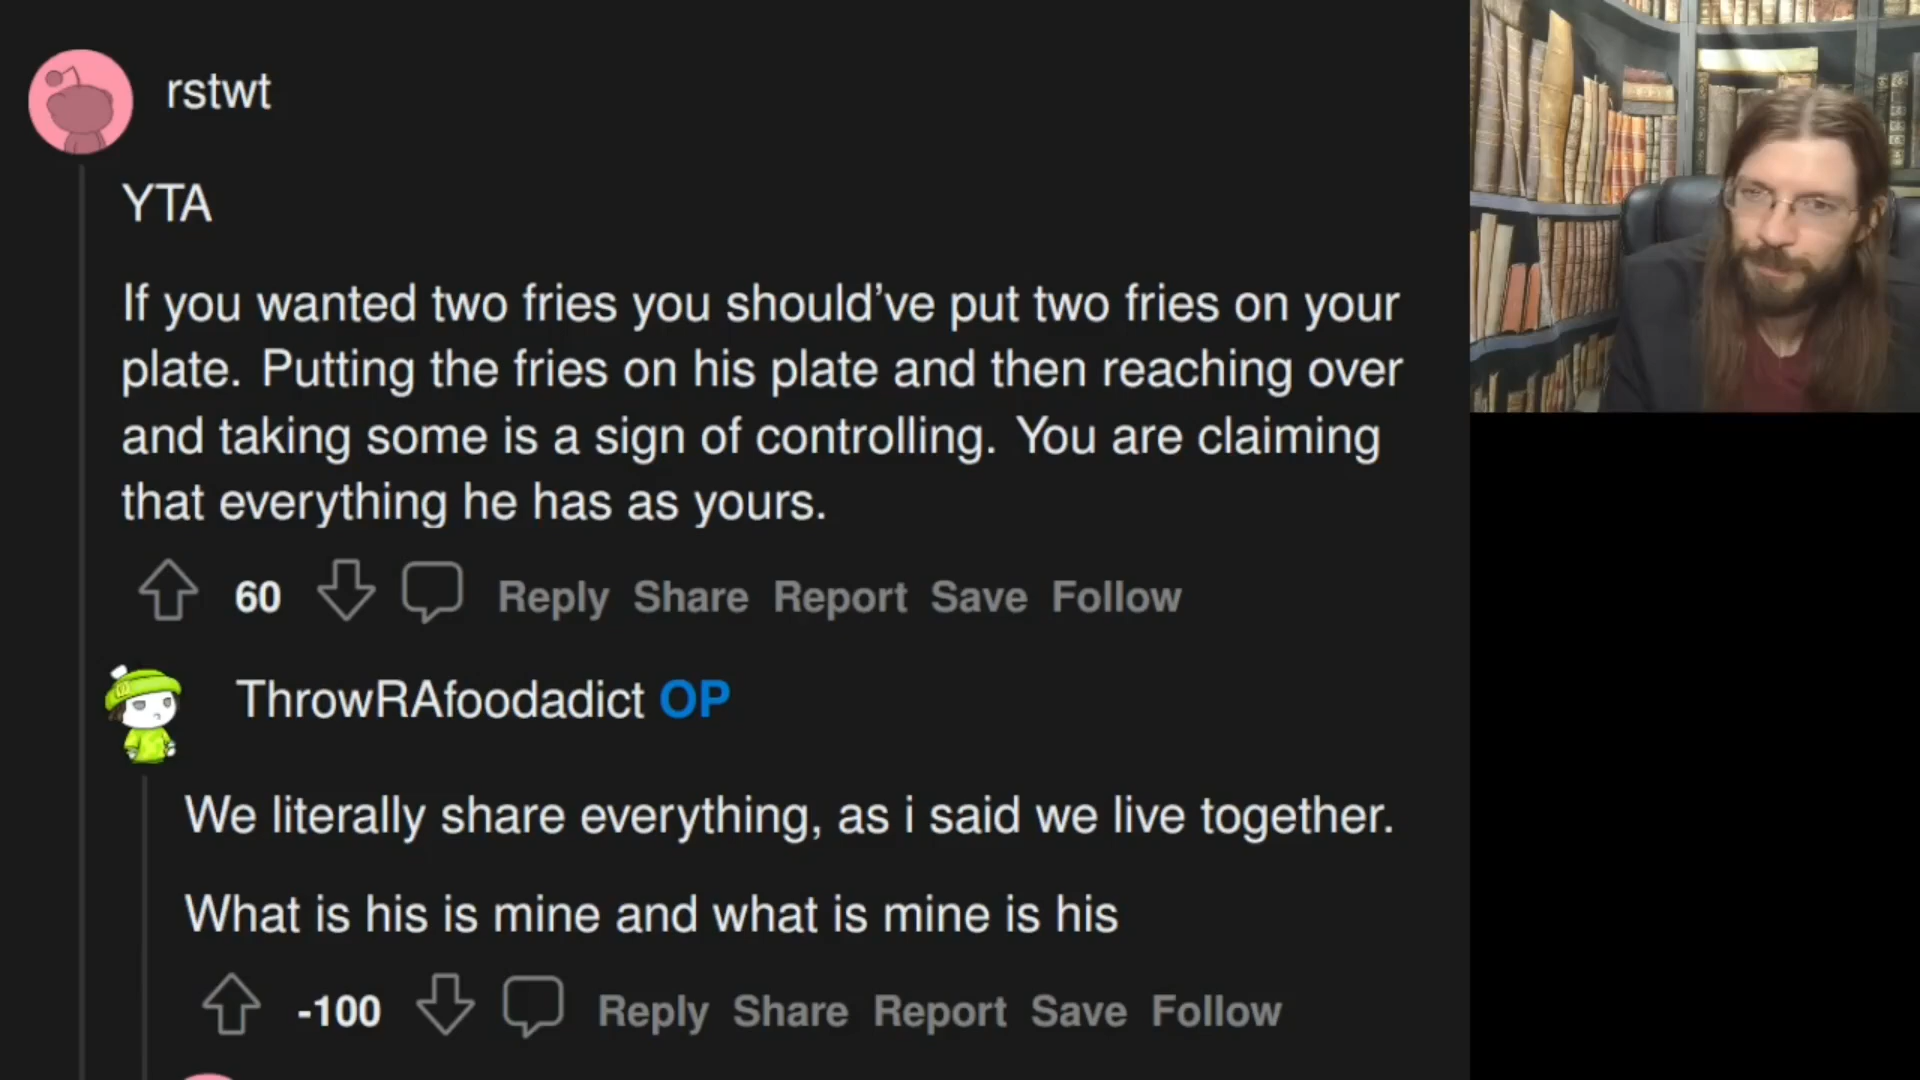 rstwt
YTA
If you wanted two fries you should’ve put two fries on your
plate. Putting the fries on his plate and then reaching over
and taking some is a sign of controlling. You are claiming
that everything he has as yours.
60 Reply Share Report Save Follow
ThrowRAfoodadict OP
We literally share everything, as i said we live together.
What is his is mine and what is mine is his
-100 Reply Share Report Save Follow